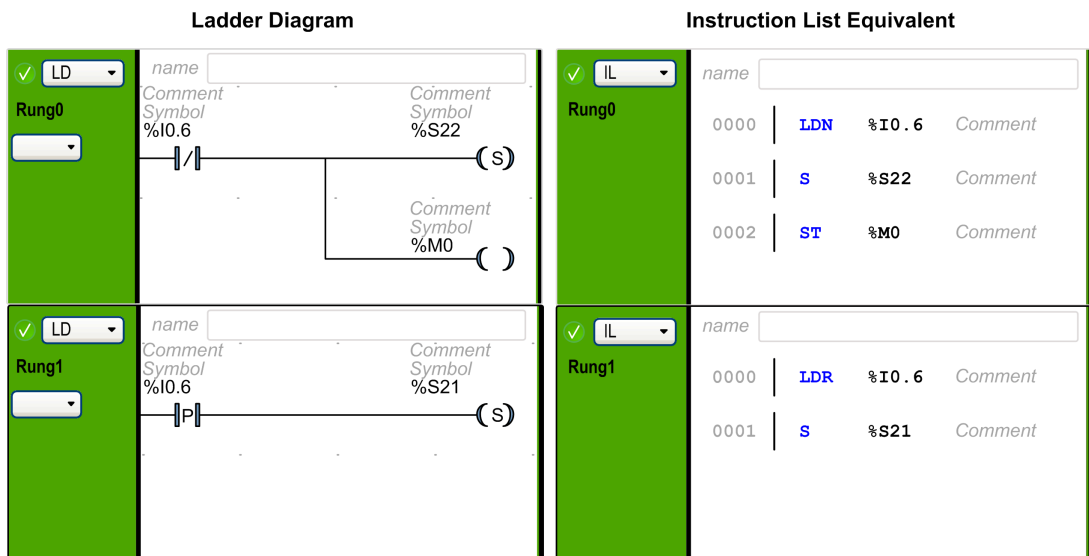 Ladder Diagram
Instruction List Equivalent
LD
name
Rung0
Comment
Comment
Symbol
Symbol
%I0.6
%S22
/
S
Comment
Symbol
%M0
IL
name
Rung0
0000 LDN %I0.6 Comment
0001 S %S22 Comment
0002 ST %M0 Comment
LD
name
Rung1
Comment
Comment
Symbol
Symbol
%I0.6
%S21
P
S
IL
name
Rung1
0000 LDR %I0.6 Comment
0001 S %S21 Comment